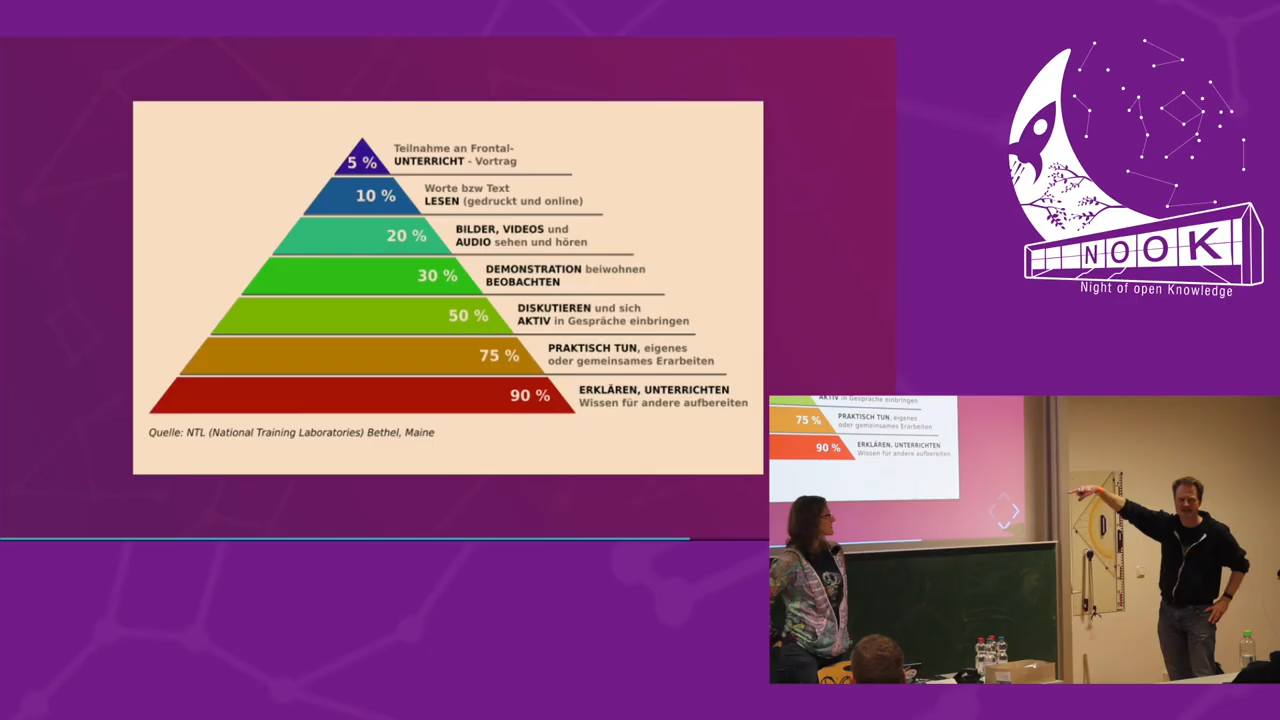 5 %
Teilnahme an Frontal-
UNTERRICHT - Vortrag
10 %
Worte bzw Text
LESEN (gedruckt und online)
20 %
BILDER, VIDEOS und
AUDIO sehen und hören
30 %
DEMONSTRATION beiwohnen
BEOBACHTEN
50 %
DISKUTIEREN und sich
AKTIV in Gespräche einbringen
75 %
PRAKTISCH TUN, eigenes
oder gemeinsames Erarbeiten
90 %
ERKLÄREN, UNTERRICHTEN
Wissen für andere aufbereiten
Quelle: NTL (National Training Laboratories) Bethel, Maine
NOOK
Night of open Knowledge
AKTIV in Gespräche einbringen
75 %
PRAKTISCH TUN, eigenes
oder gemeinsames Erarbeiten
90 %
ERKLÄREN, UNTERRICHTEN
Wissen für andere aufbereiten